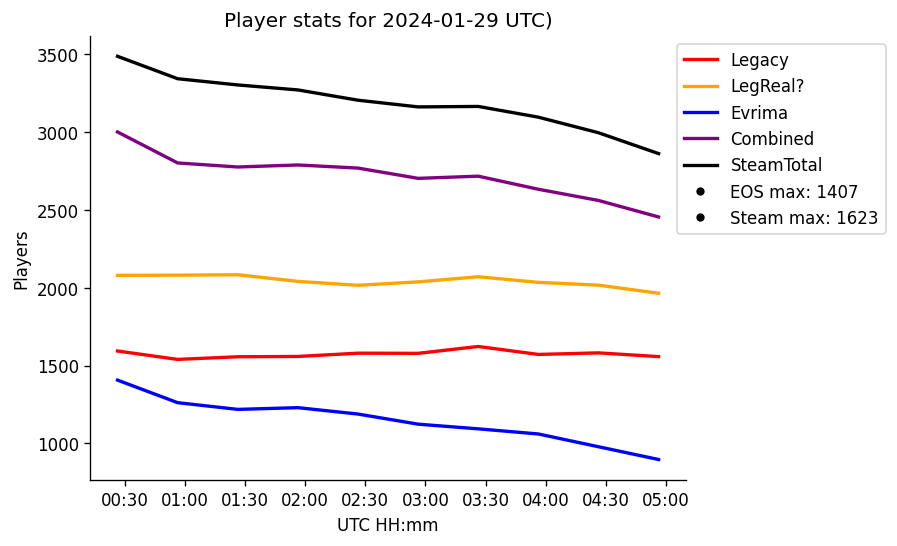 Player stats for 2024-01-29 UTC)
3500
3000
2500
2000
1500
1000
Players
00:30 01:00 01:30 02:00 02:30 03:00 03:30 04:00 04:30 05:00
UTC HH:mm
Legacy
LegReal?
Evrima
Combined
SteamTotal
EOS max: 1407
Steam max: 1623